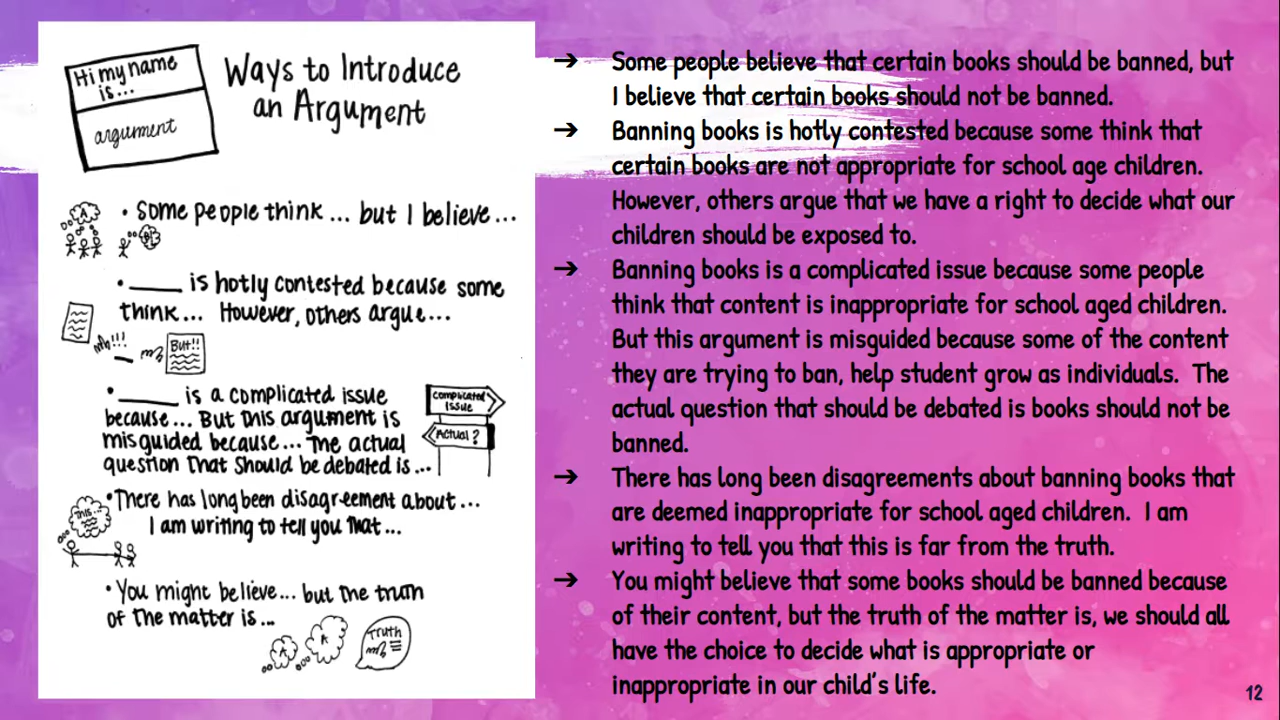 Hi my name
is...
argument
Ways to Introduce
an Argument
• Some people think ... but I believe ...
• ____ is hotly contested because some
think... However, others argue...
But!!
• ____ is a complicated issue
because... But this argument is
misguided because... The actual
question that should be debated is ...
complicated
issue
Actual?
• There has long been disagreement about...
I am writing to tell you that...
This...
• You might believe... but the truth
of the matter is...
A
A
Truth
➔ Some people believe that certain books should be banned, but
I believe that certain books should not be banned.
➔ Banning books is hotly contested because some think that
certain books are not appropriate for school age children.
However, others argue that we have a right to decide what our
children should be exposed to.
➔ Banning books is a complicated issue because some people
think that content is inappropriate for school aged children.
But this argument is misguided because some of the content
they are trying to ban, help student grow as individuals. The
actual question that should be debated is books should not be
banned.
➔ There has long been disagreements about banning books that
are deemed inappropriate for school aged children. I am
writing to tell you that this is far from the truth.
➔ You might believe that some books should be banned because
of their content, but the truth of the matter is, we should all
have the choice to decide what is appropriate or
inappropriate in our child's life.
12